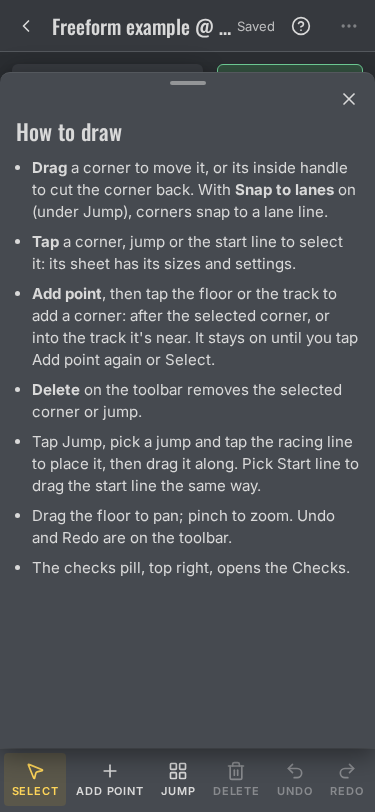 Freeform example @ ... Saved
How to draw
• Drag a corner to move it, or its inside handle
to cut the corner back. With Snap to lanes on
(under Jump), corners snap to a lane line.
• Tap a corner, jump or the start line to select
it: its sheet has its sizes and settings.
• Add point, then tap the floor or the track to
add a corner: after the selected corner, or
into the track it's near. It stays on until you tap
Add point again or Select.
• Delete on the toolbar removes the selected
corner or jump.
• Tap Jump, pick a jump and tap the racing line
to place it, then drag it along. Pick Start line to
drag the start line the same way.
• Drag the floor to pan; pinch to zoom. Undo
and Redo are on the toolbar.
• The checks pill, top right, opens the Checks.
SELECT ADD POINT JUMP DELETE UNDO REDO